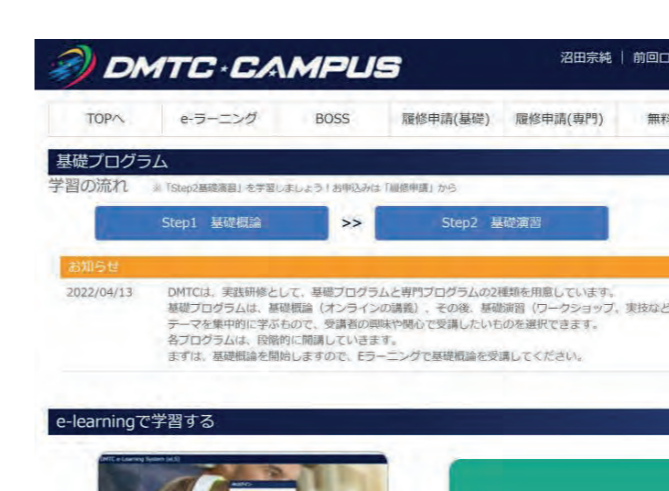 DMTC・CAMPUS
沼田宗純 | 前回ロ
TOPへ e-ラーニング BOSS 履修申請(基礎) 履修申請(専門) 無料
基礎プログラム
学習の流れ ※「Step2基礎演習」を学習しましょう！お申込みは「履修申請」から
Step1 基礎概論 >> Step2 基礎演習
お知らせ
2022/04/13 DMTCは、実践研修として、基礎プログラムと専門プログラムの2種類を用意しています。
基礎プログラムは、基礎概論（オンラインの講義）、その後、基礎演習（ワークショップ、実技など
テーマを集中的に学ぶもので、受講者の興味や関心で受講したいものを選択できます。
各プログラムは、段階的に開講していきます。
まずは、基礎概論を開始しますので、Eラーニングで基礎概論を受講してください。
e-learningで学習する
DMTC e-Learning System